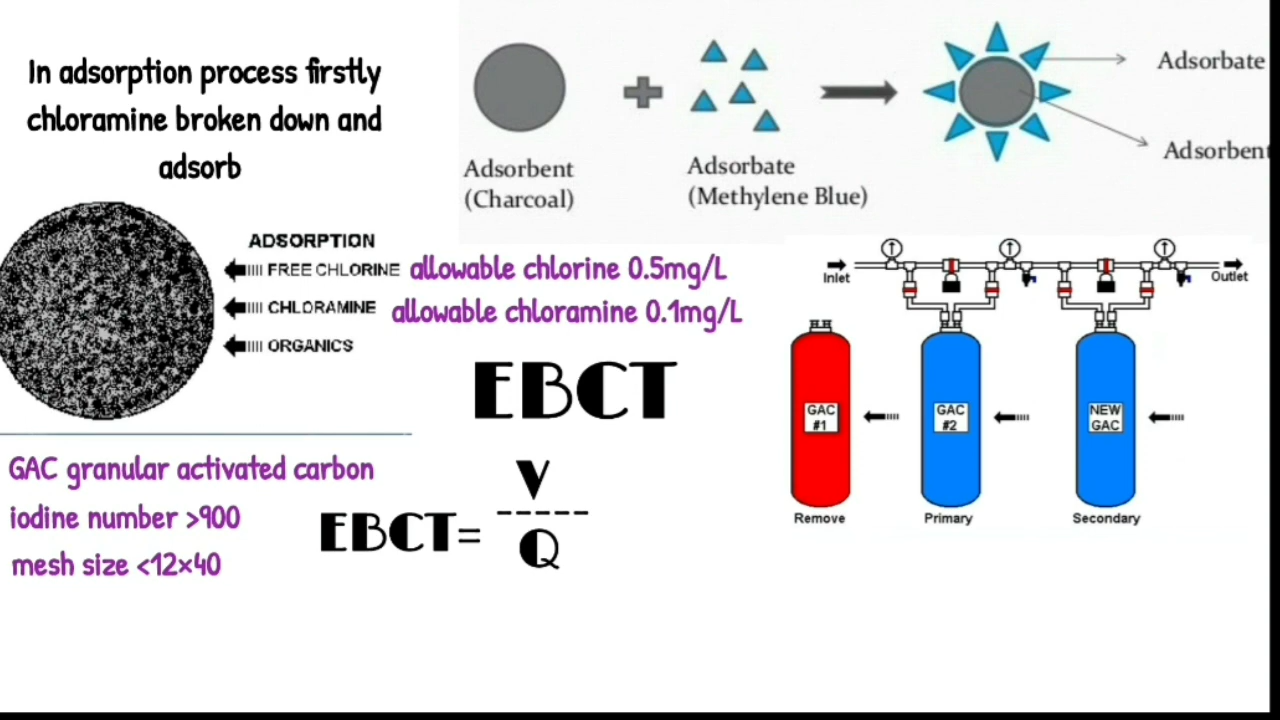 In adsorption process firstly
chloramine broken down and
adsorb
Adsorbent
(Charcoal)
Adsorbate
(Methylene Blue)
Adsorbate
Adsorbent
ADSORPTION
FREE CHLORINE
CHLORAMINE
ORGANICS
allowable chlorine 0.5mg/L
allowable chloramine 0.1mg/L
Inlet
Outlet
GAC
#1
GAC
#2
NEW
GAC
Remove
Primary
Secondary
EBCT
GAC granular activated carbon
iodine number >900
mesh size <12×40
V
EBCT= ------
Q